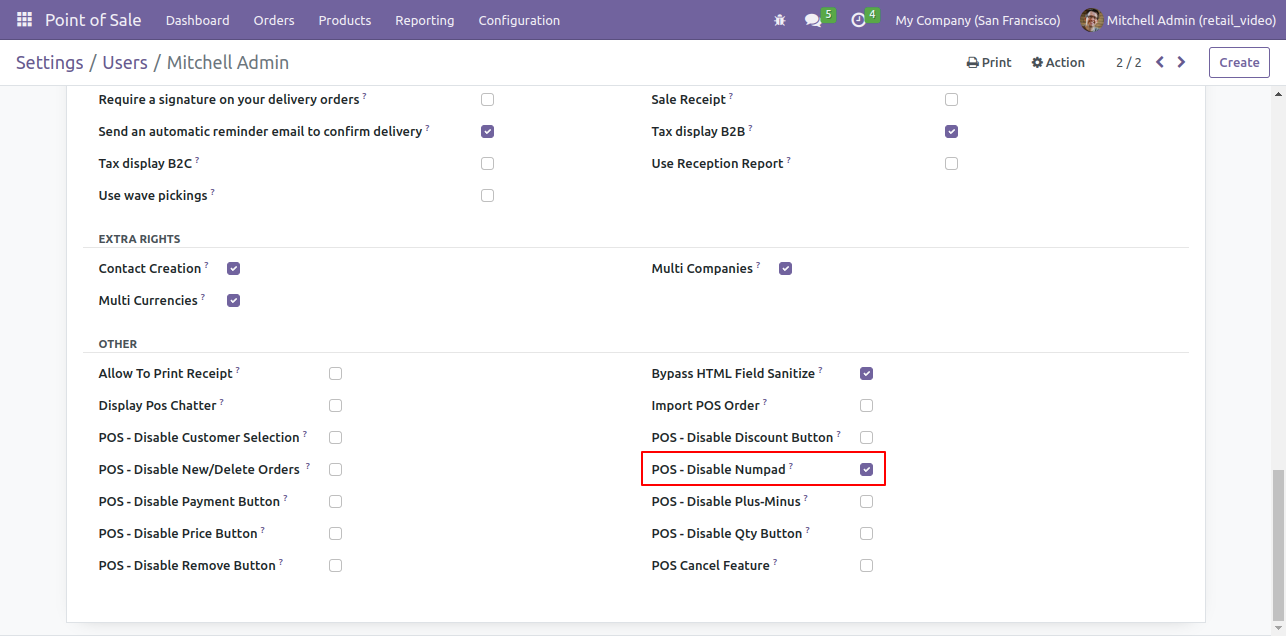 Point of Sale Dashboard Orders Products Reporting Configuration 5 4 My Company (San Francisco) Mitchell Admin (retail_video)
Settings / Users / Mitchell Admin Print Action 2 / 2 Create
Require a signature on your delivery orders ? Sale Receipt ?
Send an automatic reminder email to confirm delivery ? Tax display B2B ?
Tax display B2C ? Use Reception Report ?
Use wave pickings ?
EXTRA RIGHTS
Contact Creation ? Multi Companies ?
Multi Currencies ?
OTHER
Allow To Print Receipt ? Bypass HTML Field Sanitize ?
Display Pos Chatter ? Import POS Order ?
POS - Disable Customer Selection ? POS - Disable Discount Button ?
POS - Disable New/Delete Orders ? POS - Disable Numpad ?
POS - Disable Payment Button ? POS - Disable Plus-Minus ?
POS - Disable Price Button ? POS - Disable Qty Button ?
POS - Disable Remove Button ? POS Cancel Feature ?